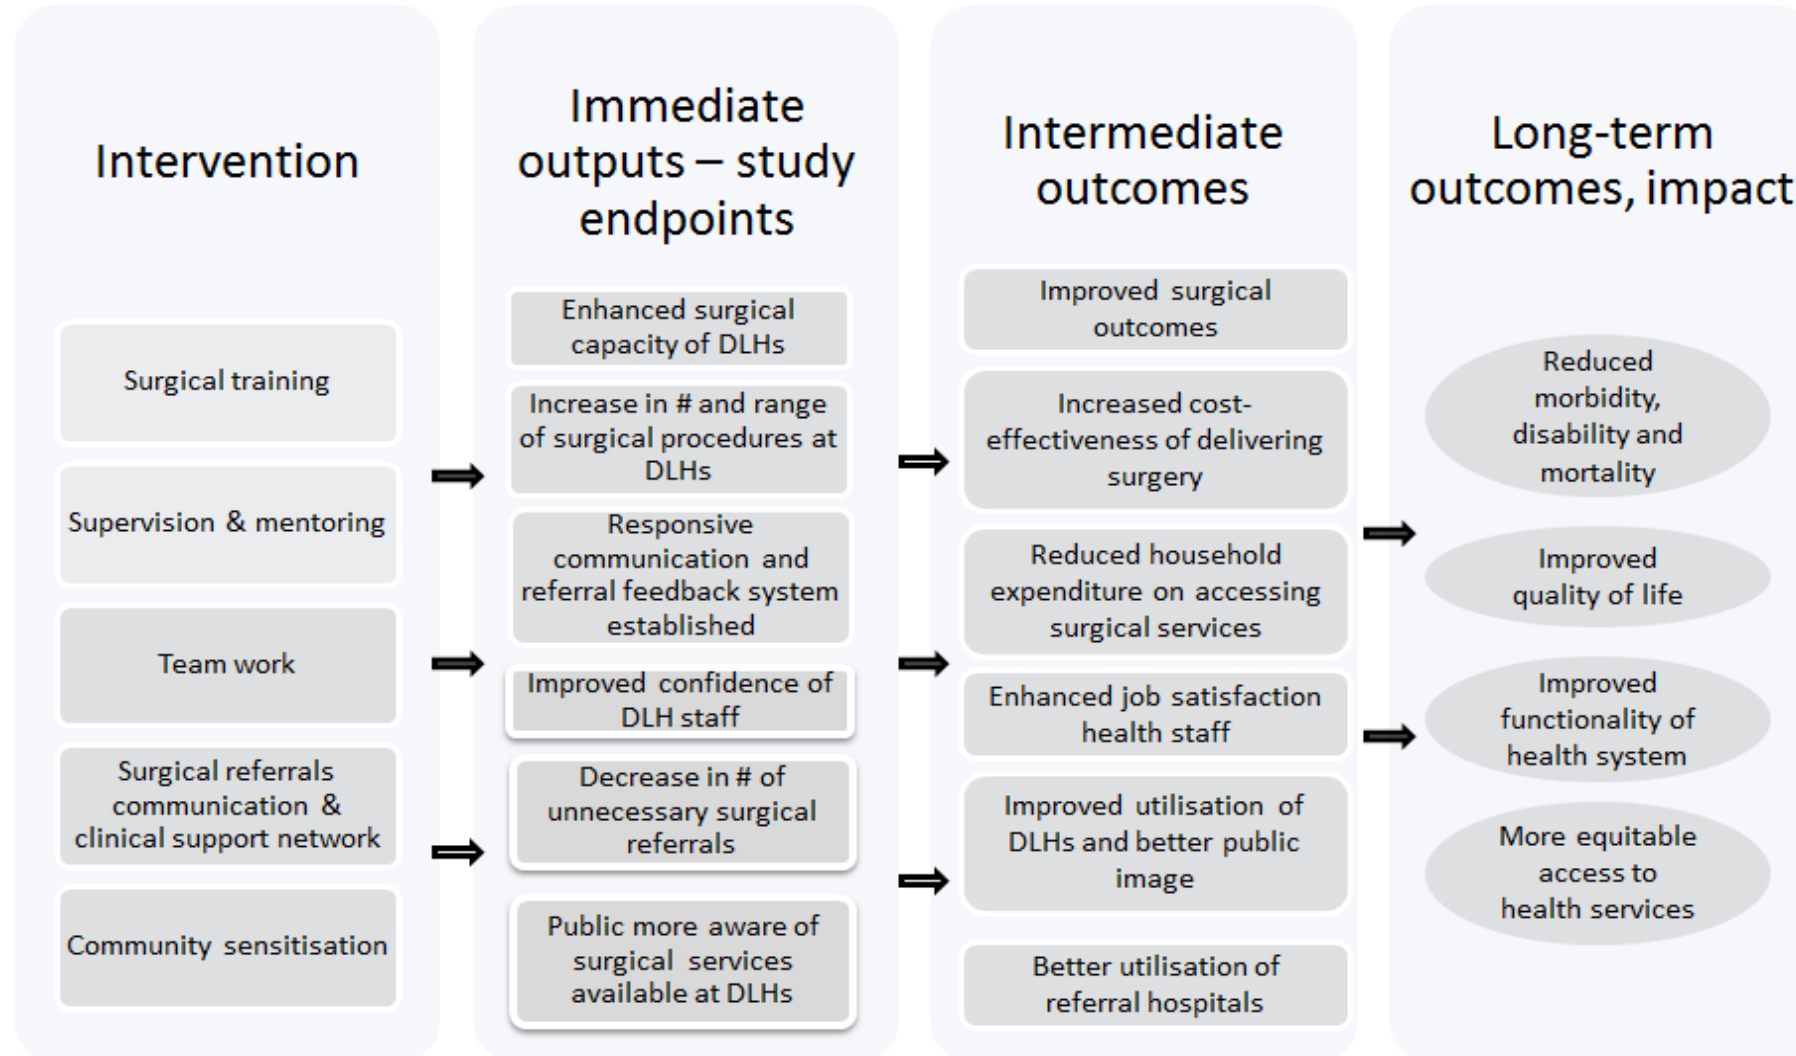 Intervention
Surgical training
Supervision & mentoring
Team work
Surgical referrals
communication &
clinical support network
Community sensitisation
Immediate
outputs – study
endpoints
Enhanced surgical
capacity of DLHs
Increase in # and range
of surgical procedures at
DLHs
Responsive
communication and
referral feedback system
established
Improved confidence of
DLH staff
Decrease in # of
unnecessary surgical
referrals
Public more aware of
surgical services
available at DLHs
Intermediate
outcomes
Improved surgical
outcomes
Increased cost-
effectiveness of delivering
surgery
Reduced household
expenditure on accessing
surgical services
Enhanced job satisfaction
health staff
Improved utilisation of
DLHs and better public
image
Better utilisation of
referral hospitals
Long-term
outcomes, impact
Reduced
morbidity,
disability and
mortality
Improved
quality of life
Improved
functionality of
health system
More equitable
access to
health services